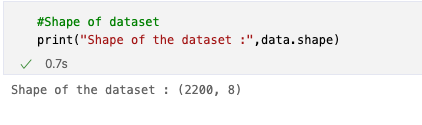 #Shape of dataset
print("Shape of the dataset :",data.shape)
0.7s
Shape of the dataset : (2200, 8)